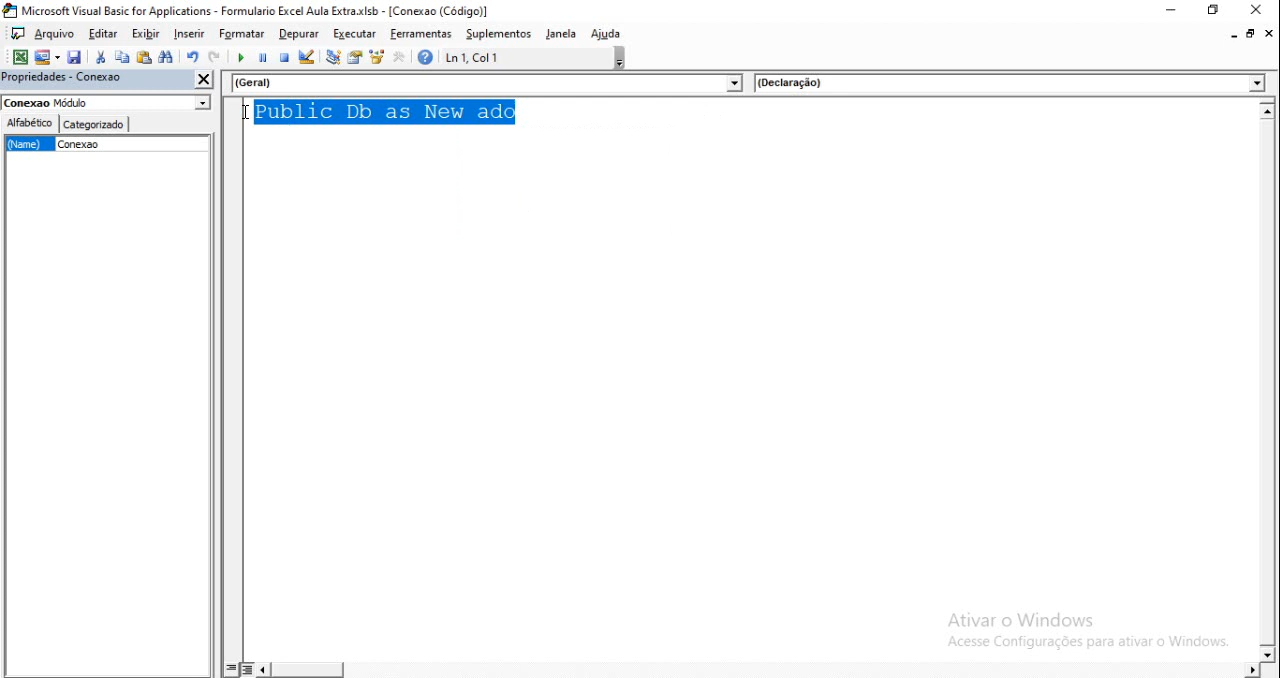 Microsoft Visual Basic for Applications - Formulario Excel Aula Extra.xlsb - [Conexao (Código)]
Arquivo Editar Exibir Inserir Formatar Depurar Executar Ferramentas Suplementos Janela Ajuda
Ln 1, Col 1
Propriedades - Conexao
(Geral) (Declaração)
Conexao Módulo
Alfabético Categorizado
(Name) Conexao
Public Db as New ado
Ativar o Windows
Acesse Configurações para ativar o Windows.